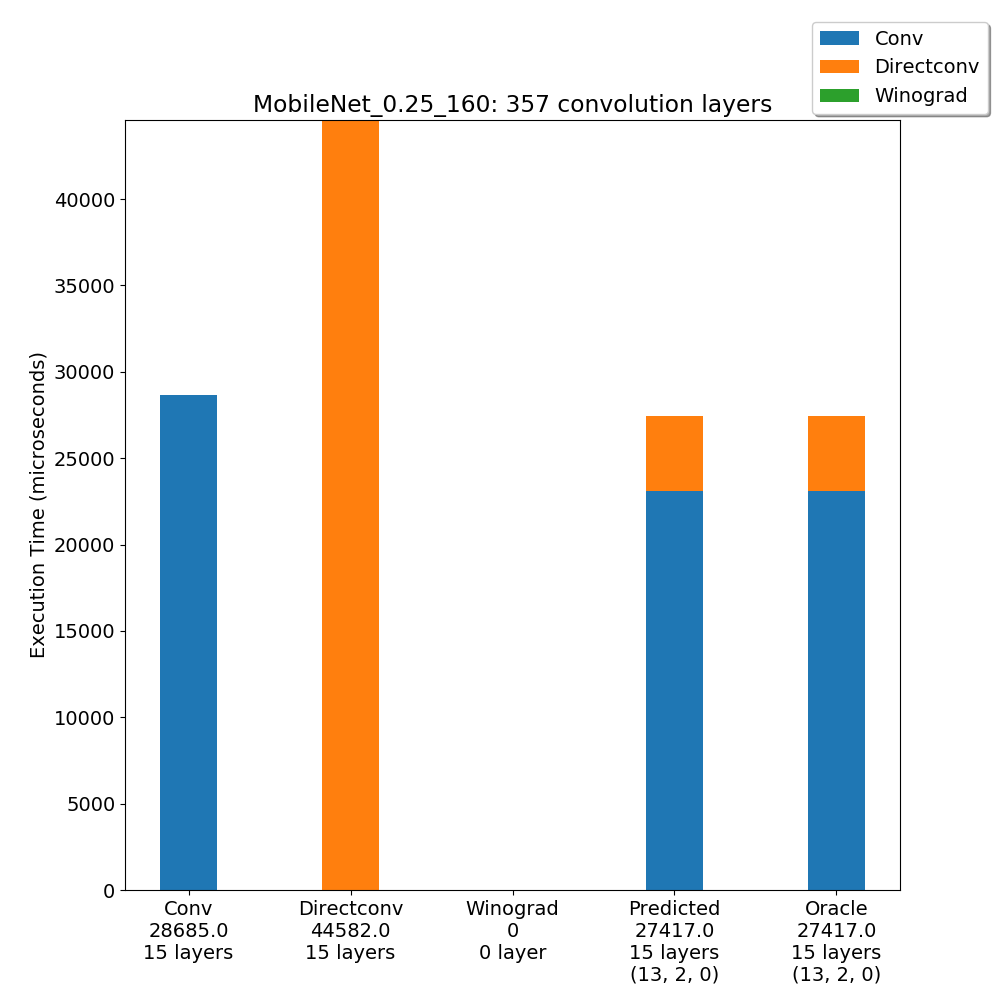 Conv
Directconv
Winograd
MobileNet_0.25_160: 357 convolution layers
Execution Time (microseconds)
40000
35000
30000
25000
20000
15000
10000
5000
0
Conv
28685.0
15 layers
Directconv
44582.0
15 layers
Winograd
0
0 layer
Predicted
27417.0
15 layers
(13, 2, 0)
Oracle
27417.0
15 layers
(13, 2, 0)